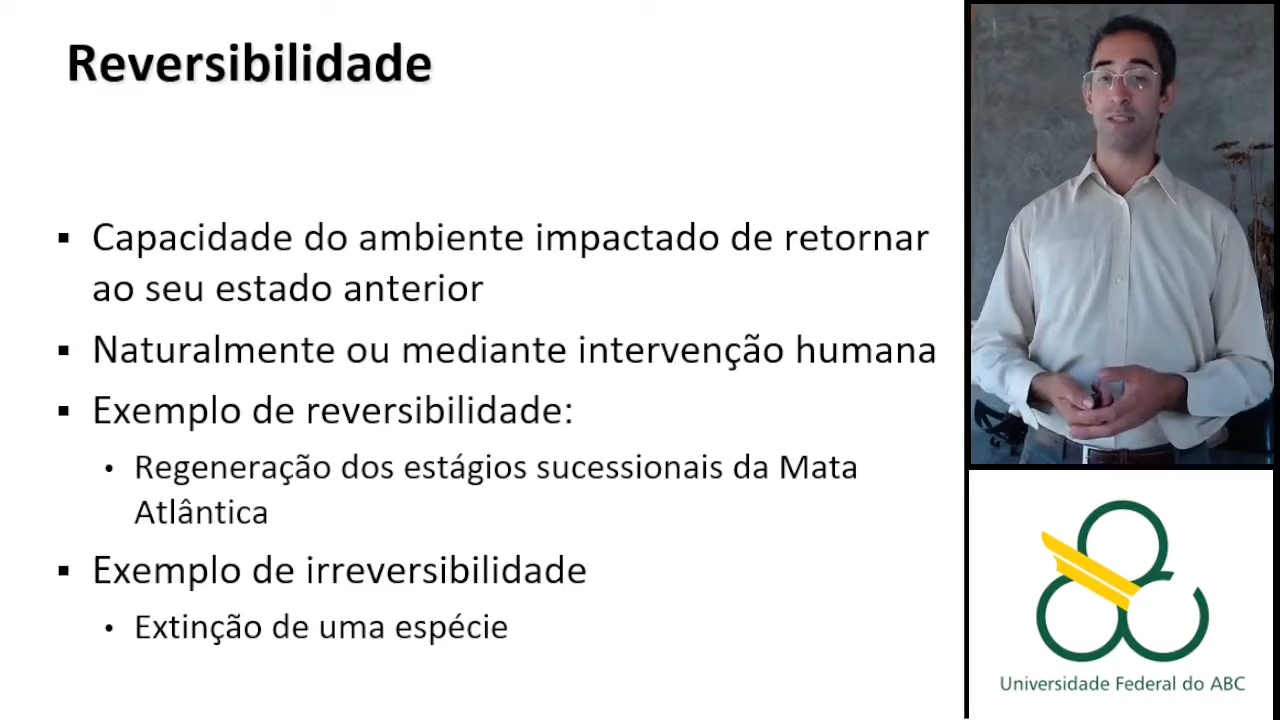 Reversibilidade
▪ Capacidade do ambiente impactado de retornar
ao seu estado anterior
▪ Naturalmente ou mediante intervenção humana
▪ Exemplo de reversibilidade:
• Regeneração dos estágios sucessionais da Mata
Atlântica
▪ Exemplo de irreversibilidade
• Extinção de uma espécie
Universidade Federal do ABC